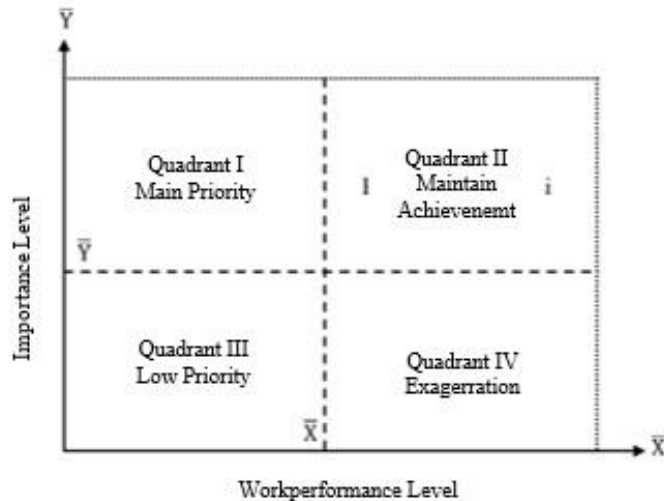 Ȳ
Quadrant I
Main Priority
Quadrant II
Maintain
Achievenemt
Importance Level
Ȳ
Quadrant III
Low Priority
Quadrant IV
Exagerration
X̄
X̄
Workperformance Level